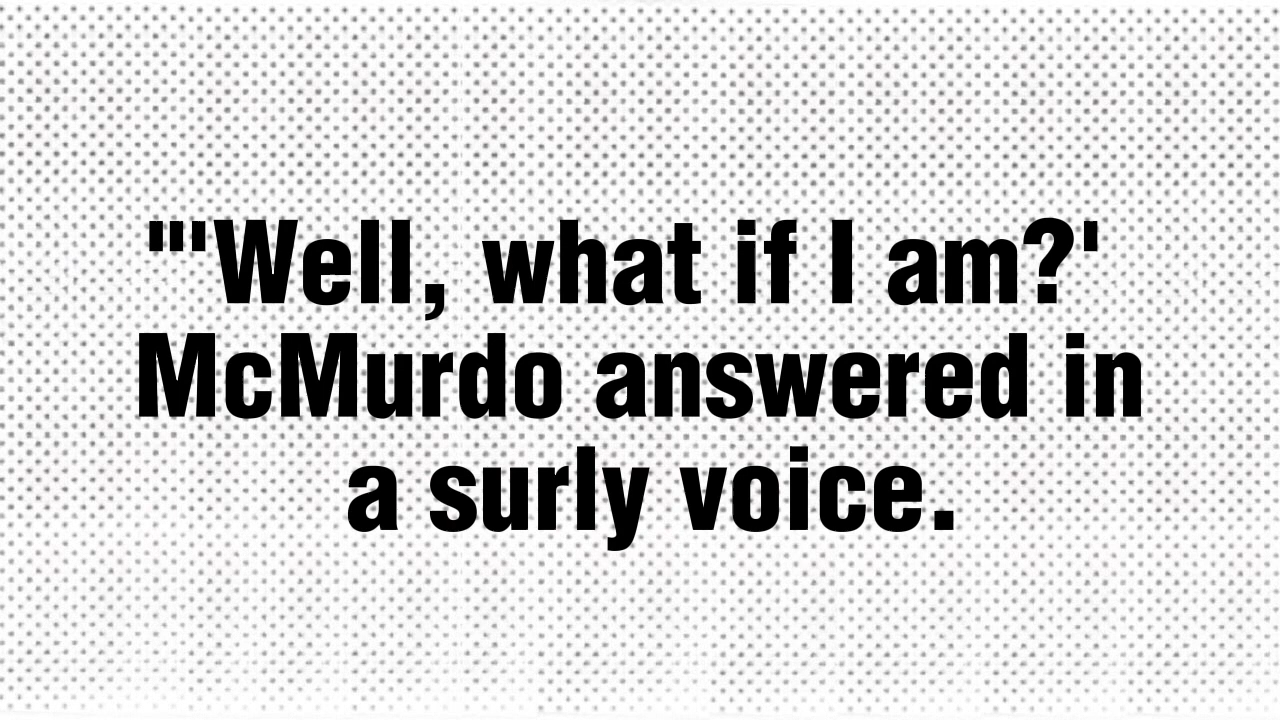 "'Well, what if I am?'
McMurdo answered in
a surly voice.